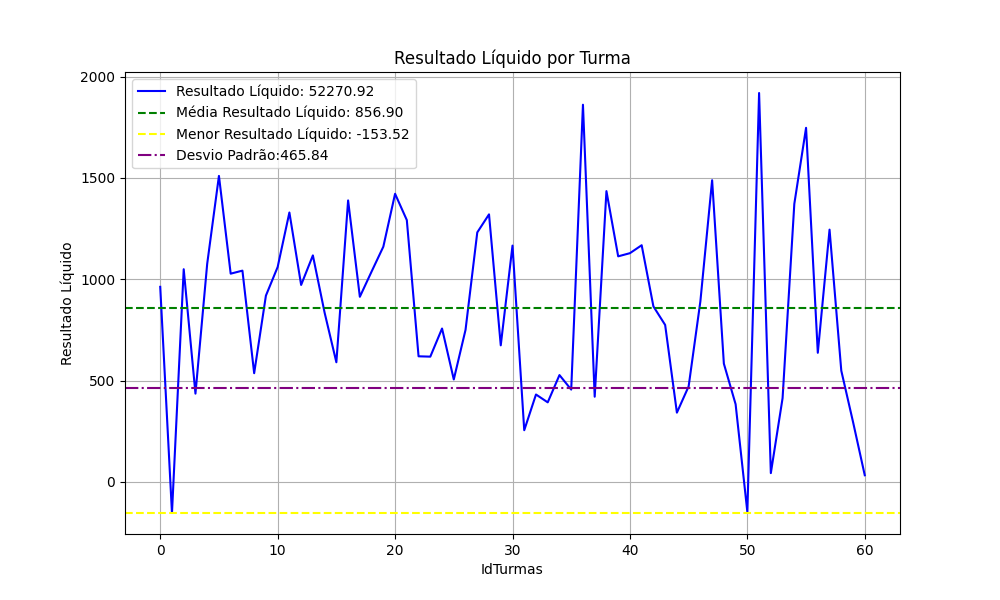 Resultado Líquido por Turma
2000
1500
1000
500
0
Resultado Líquido
Resultado Líquido: 52270.92
Média Resultado Líquido: 856.90
Menor Resultado Líquido: -153.52
Desvio Padrão:465.84
0 10 20 30 40 50 60
IdTurmas